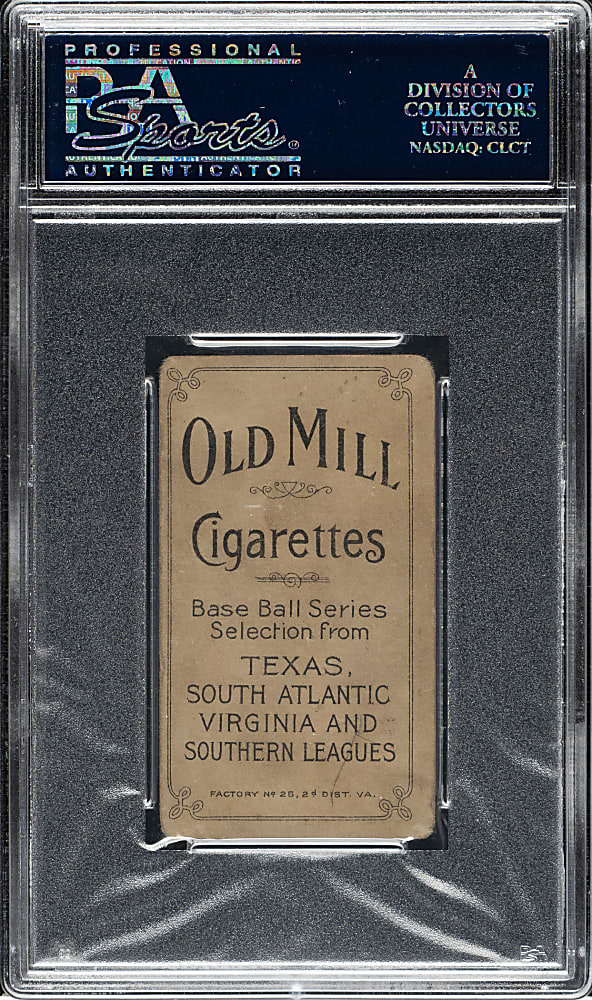 PROFESSIONAL
PSA
Sports®
AUTHENTICATOR
A
DIVISION OF
COLLECTORS
UNIVERSE
NASDAQ: CLCT
OLD MILL
Cigarettes
Base Ball Series
Selection from
TEXAS,
SOUTH ATLANTIC
VIRGINIA AND
SOUTHERN LEAGUES
FACTORY Nº 25, 2ᵈ DIST. VA.